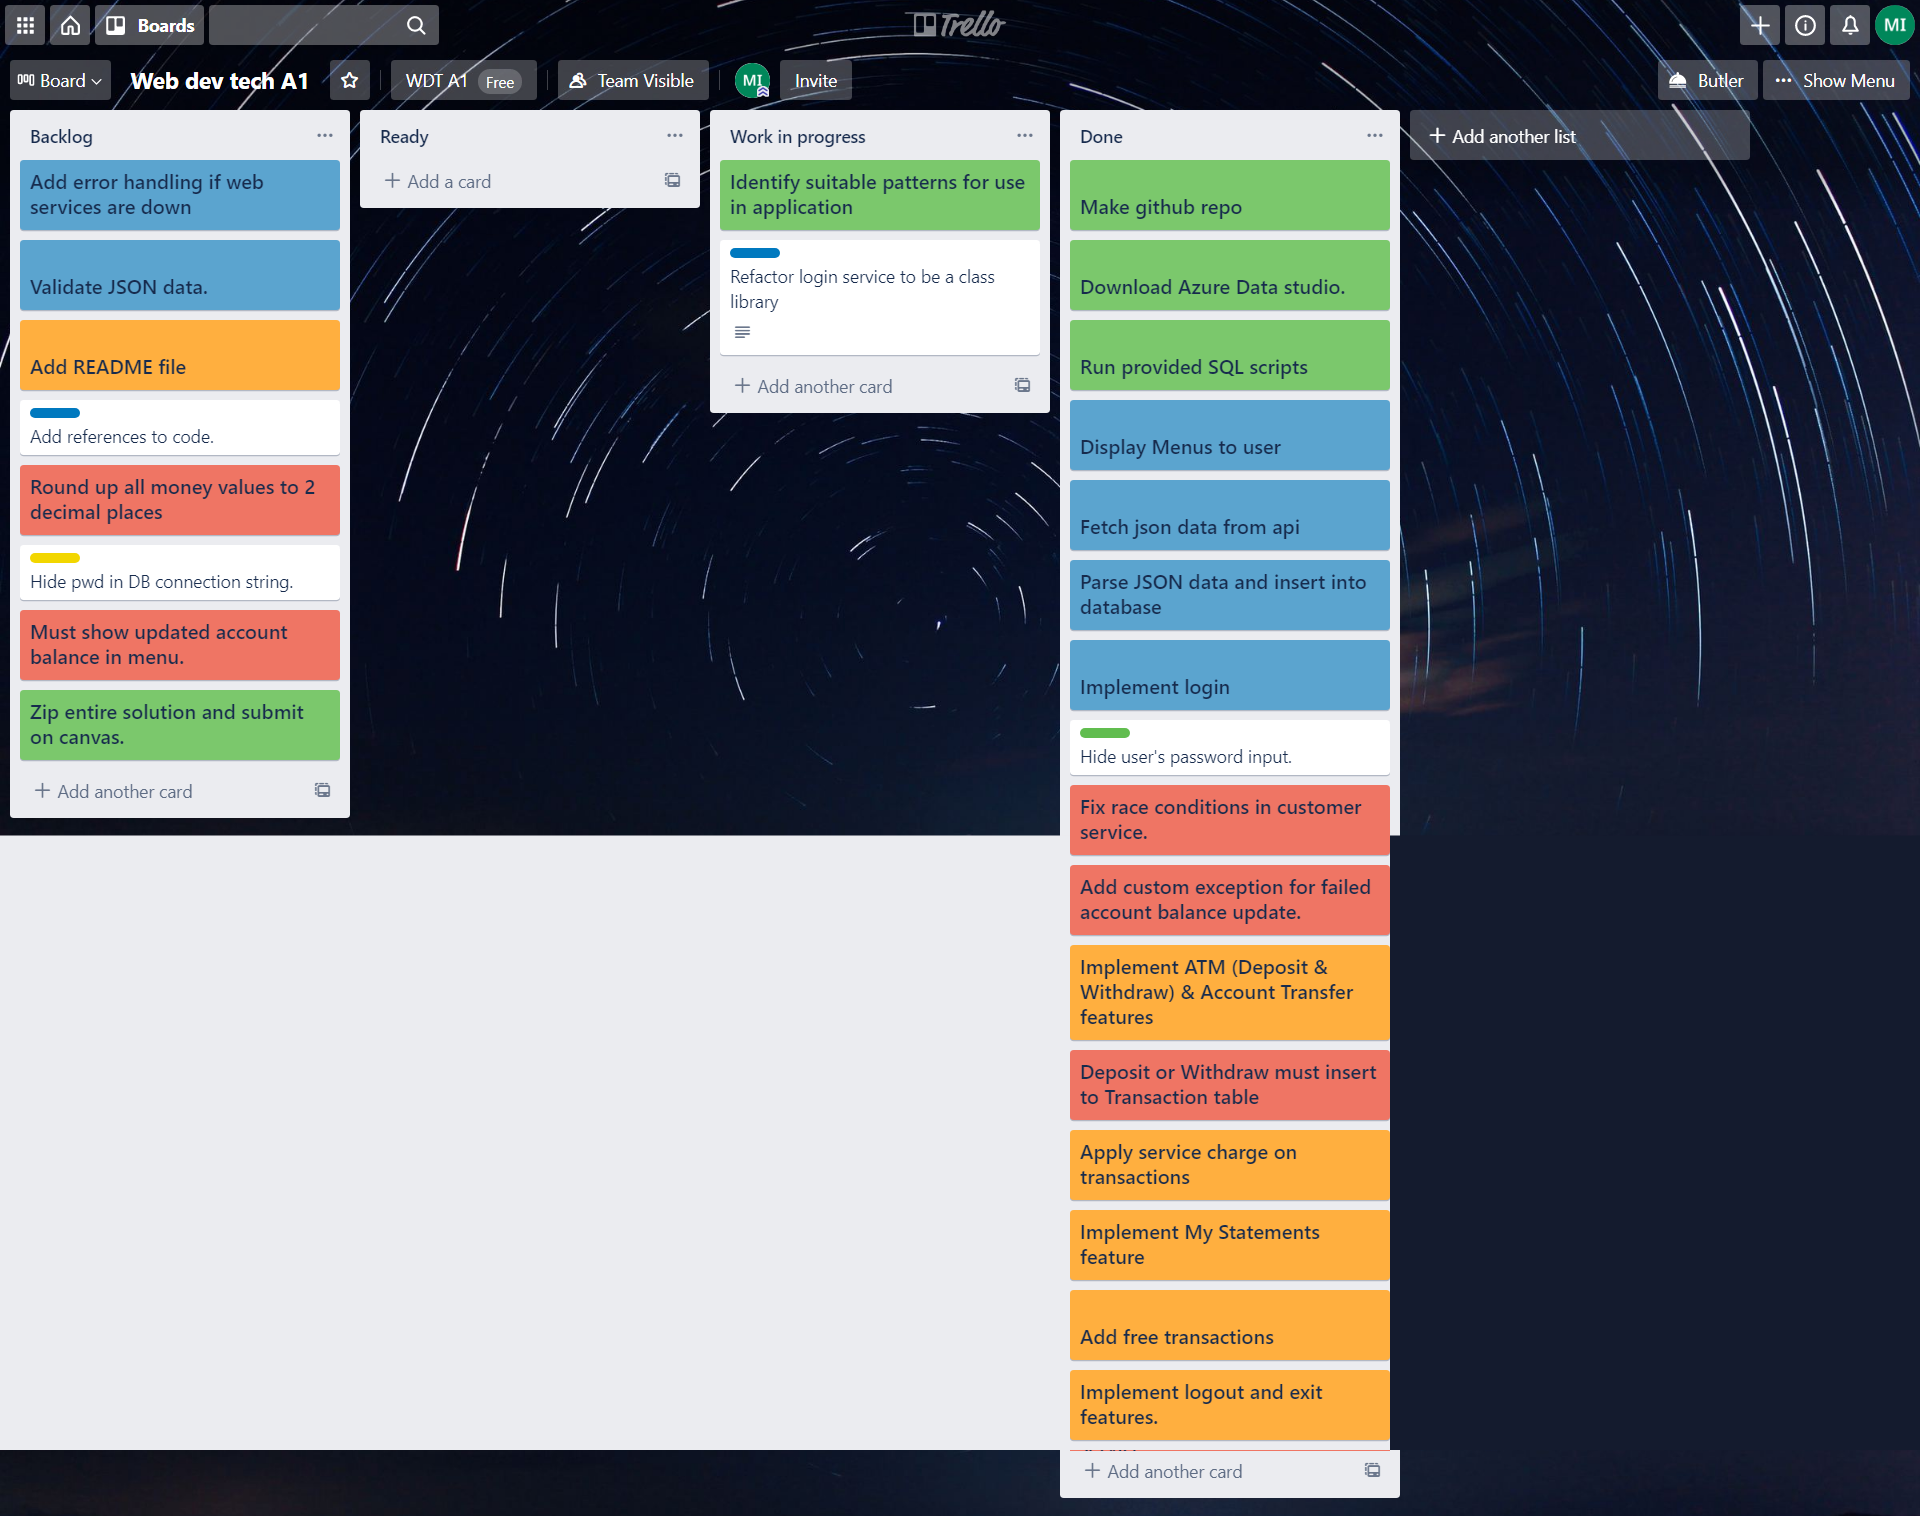 Boards
Trello
MI
Board
Web dev tech A1
WDT A1 Free
Team Visible
MI
Invite
Butler
Show Menu
Backlog
Add error handling if web
services are down
Validate JSON data.
Add README file
Add references to code.
Round up all money values to 2
decimal places
Hide pwd in DB connection string.
Must show updated account
balance in menu.
Zip entire solution and submit
on canvas.
Add another card
Ready
Add a card
Work in progress
Identify suitable patterns for use
in application
Refactor login service to be a class
library
Add another card
Done
Make github repo
Download Azure Data studio.
Run provided SQL scripts
Display Menus to user
Fetch json data from api
Parse JSON data and insert into
database
Implement login
Hide user's password input.
Fix race conditions in customer
service.
Add custom exception for failed
account balance update.
Implement ATM (Deposit &
Withdraw) & Account Transfer
features
Deposit or Withdraw must insert
to Transaction table
Apply service charge on
transactions
Implement My Statements
feature
Add free transactions
Implement logout and exit
features.
Add another card
Add another list